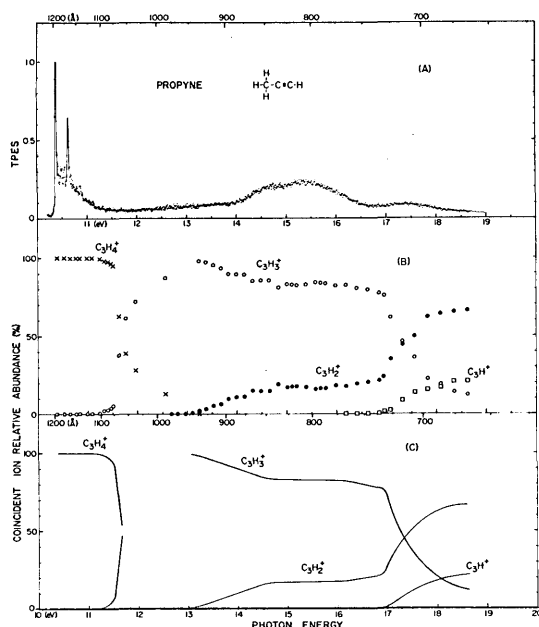 1200 (Å) 1100 1000 900 800 700
PROPYNE
H
H-C-C≡C-H
H
(A)
TPES
1.0
0.5
0
11 (eV) 12 13 14 15 16 17 18 19
C3H4+
C3H3+
(B)
C3H2+
C3H+
100
50
0
1200 (Å) 1100 1000 900 800 700
COINCIDENT ION RELATIVE ABUNDANCE (%)
C3H4+
C3H3+
(C)
C3H2+
C3H+
100
50
0
10 (eV) 11 12 13 14 15 16 17 18 19 20
PHOTON ENERGY